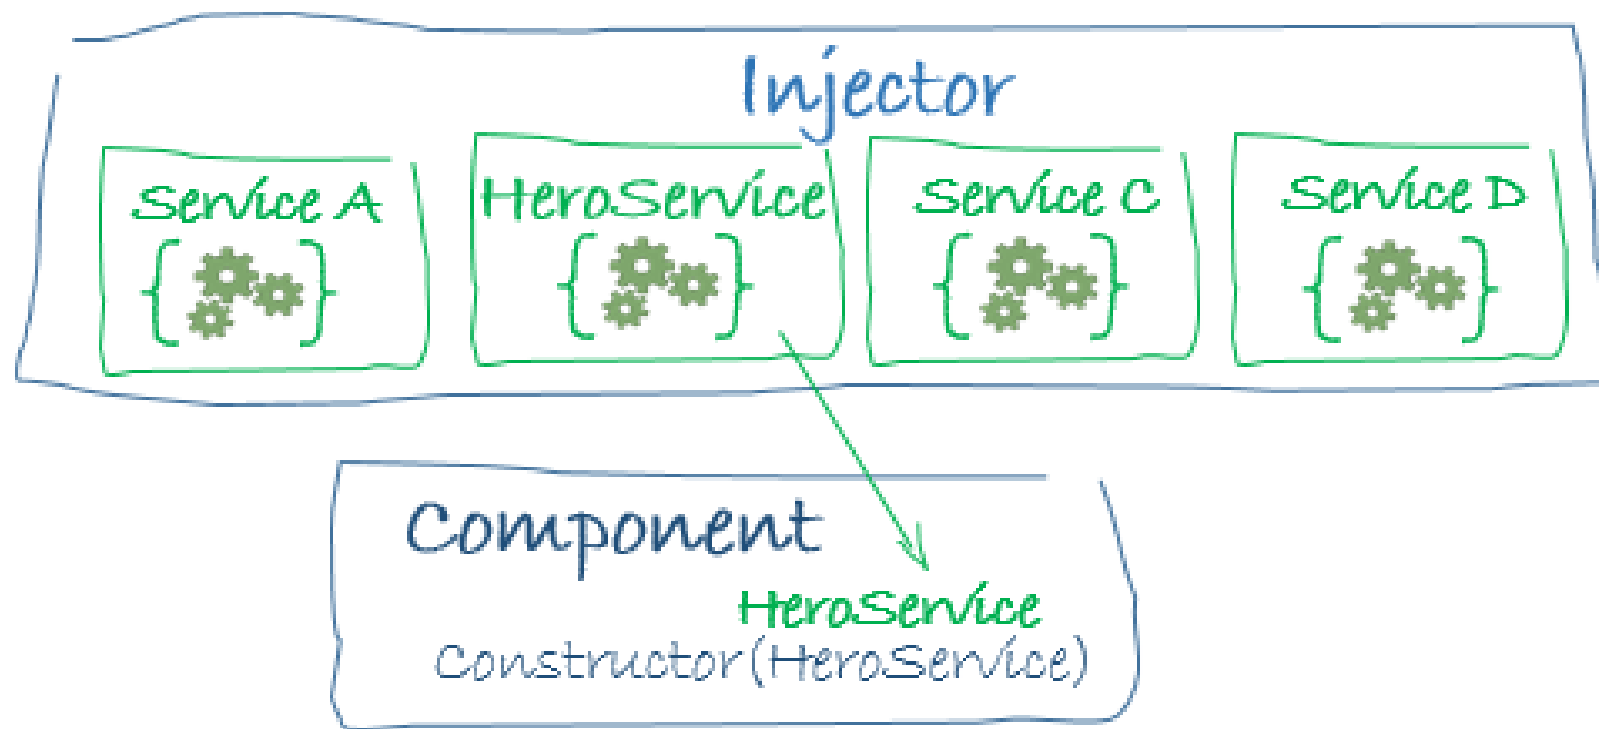 Injector
Service A
HeroService
Service C
Service D
Component
HeroService
Constructor(HeroService)